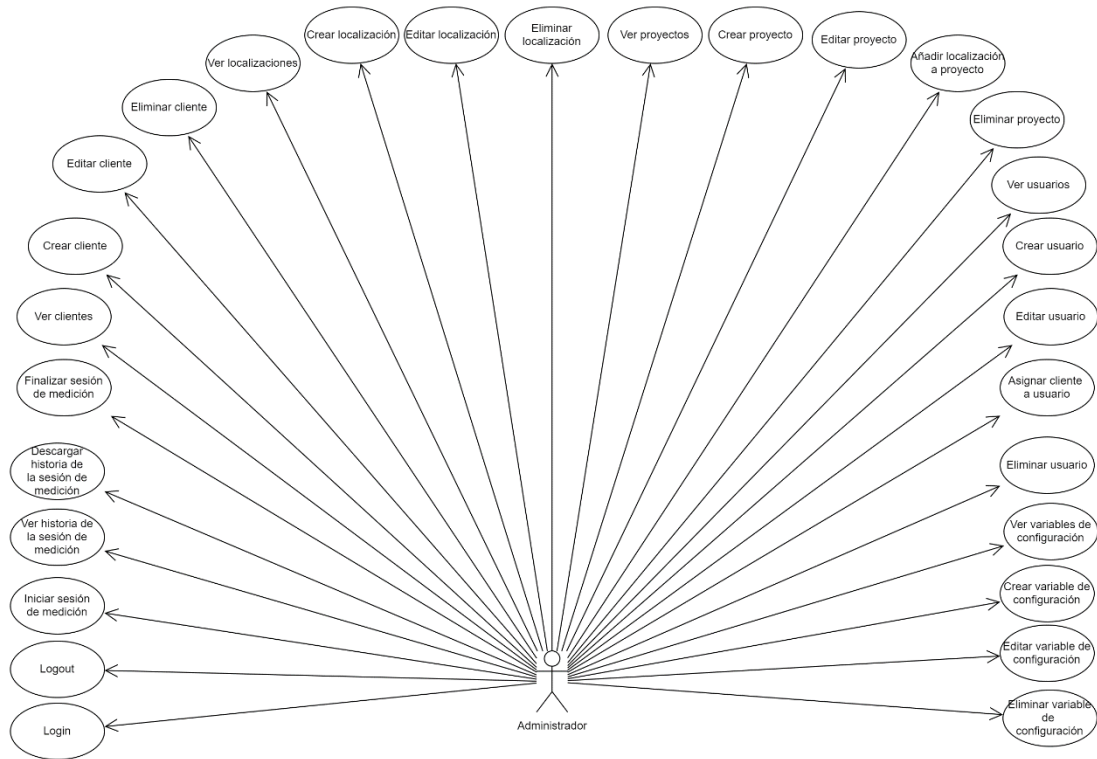 Eliminar
localización
Crear localización
Editar localización
Ver proyectos
Crear proyecto
Editar proyecto
Ver localizaciones
Añadir localización
a proyecto
Eliminar cliente
Eliminar proyecto
Editar cliente
Ver usuarios
Crear cliente
Crear usuario
Ver clientes
Editar usuario
Finalizar sesión
de medición
Asignar cliente
a usuario
Descargar
historia de
la sesión de
medición
Eliminar usuario
Ver historia de
la sesión de
medición
Ver variables de
configuración
Iniciar sesión
de medición
Crear variable de
configuración
Logout
Editar variable de
configuración
Login
Eliminar variable
de
configuración
Administrador